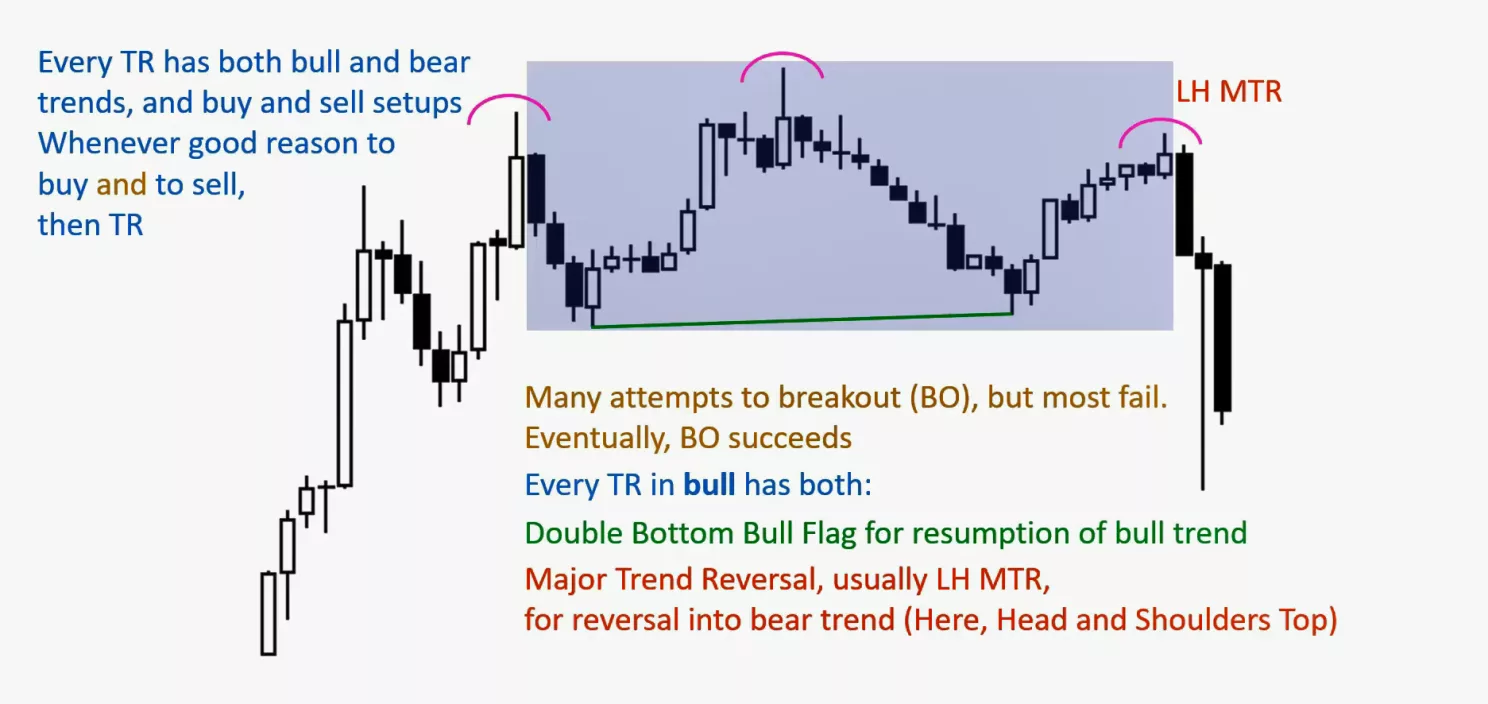 Every TR has both bull and bear
trends, and buy and sell setups
Whenever good reason to
buy and to sell,
then TR
LH MTR
Many attempts to breakout (BO), but most fail.
Eventually, BO succeeds
Every TR in bull has both:
Double Bottom Bull Flag for resumption of bull trend
Major Trend Reversal, usually LH MTR,
for reversal into bear trend (Here, Head and Shoulders Top)